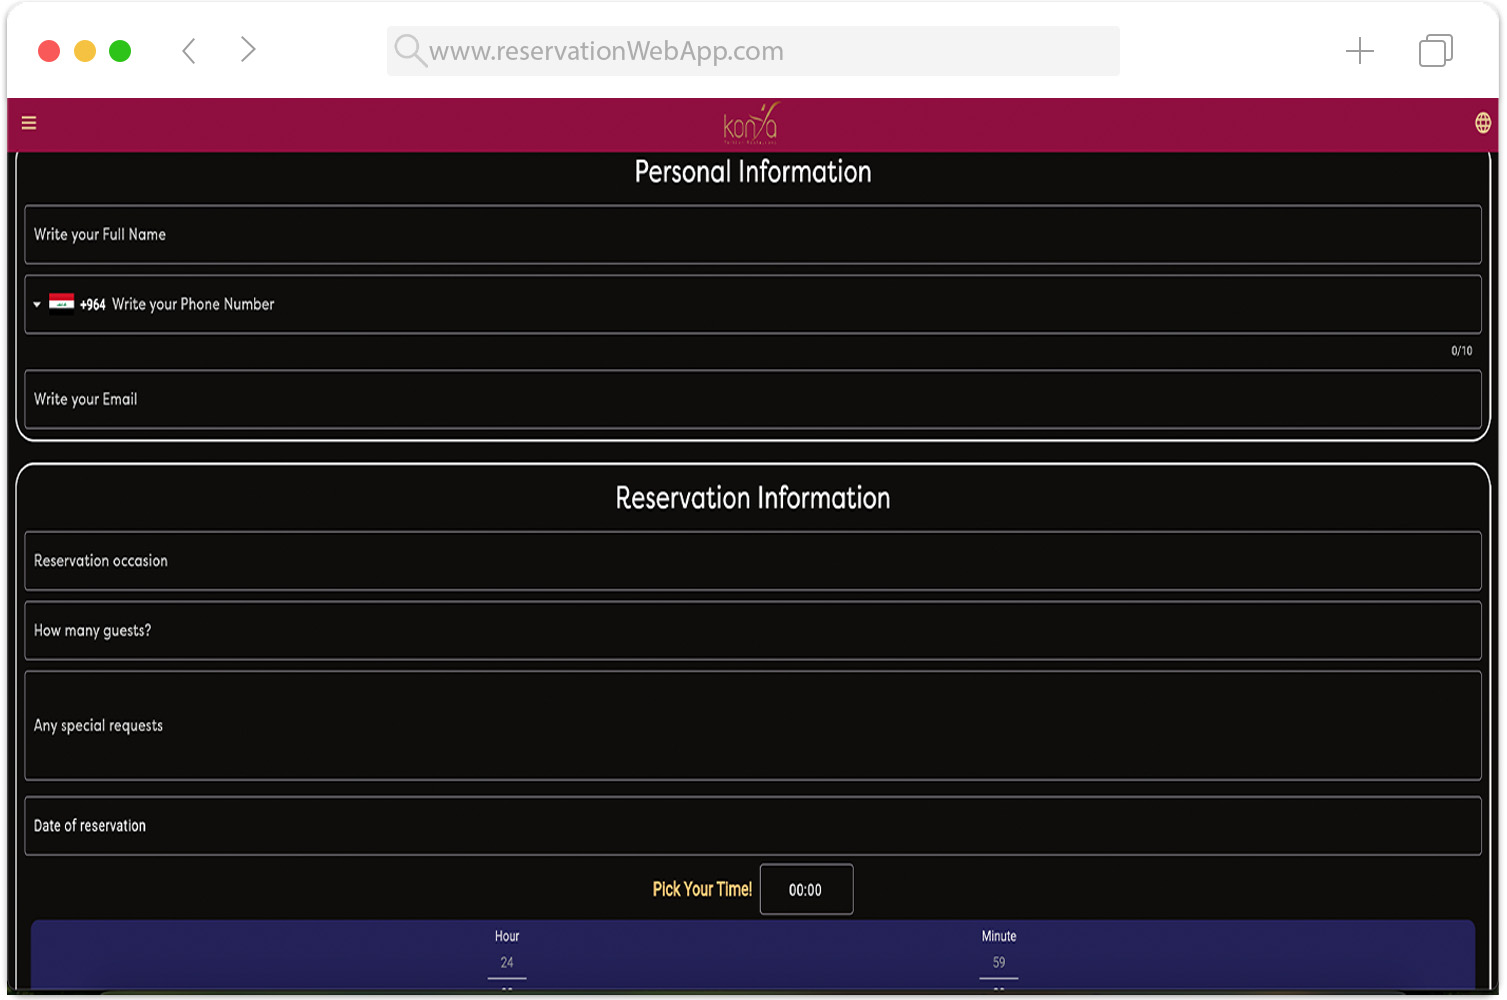 www.reservationWebApp.com
konya
Personal Information
Write your Full Name
+964 Write your Phone Number
0/10
Write your Email
Reservation Information
Reservation occasion
How many guests?
Any special requests
Date of reservation
Pick Your Time! 00:00
Hour Minute
24 59